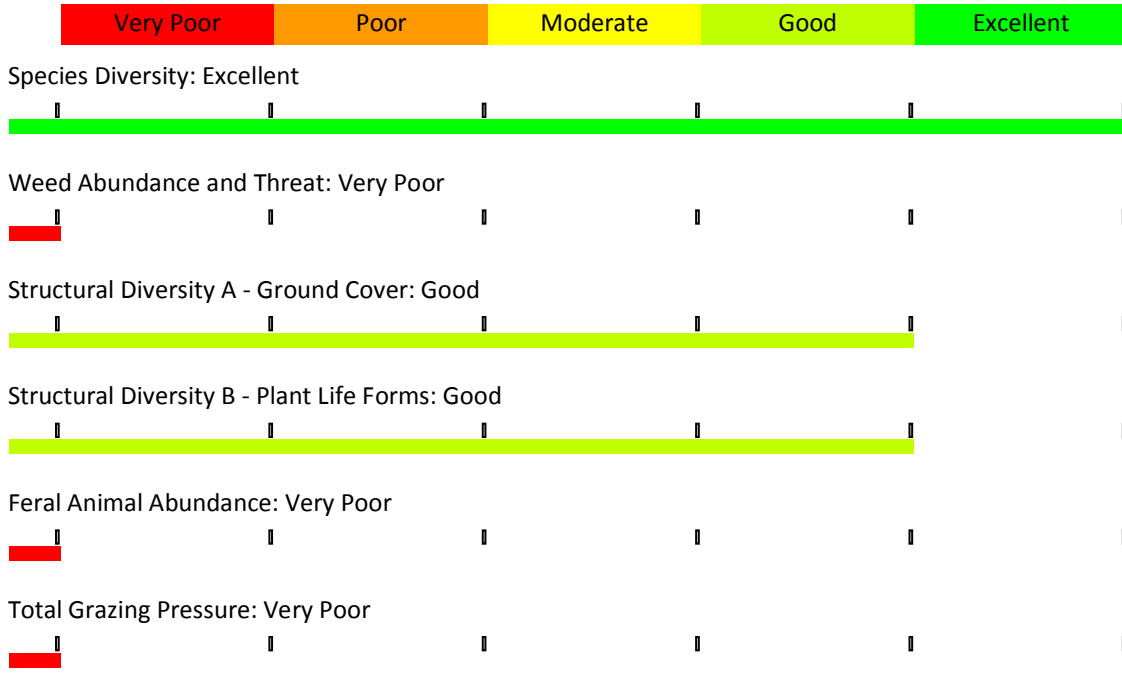 Very Poor Poor Moderate Good Excellent
Species Diversity: Excellent
Weed Abundance and Threat: Very Poor
Structural Diversity A - Ground Cover: Good
Structural Diversity B - Plant Life Forms: Good
Feral Animal Abundance: Very Poor
Total Grazing Pressure: Very Poor